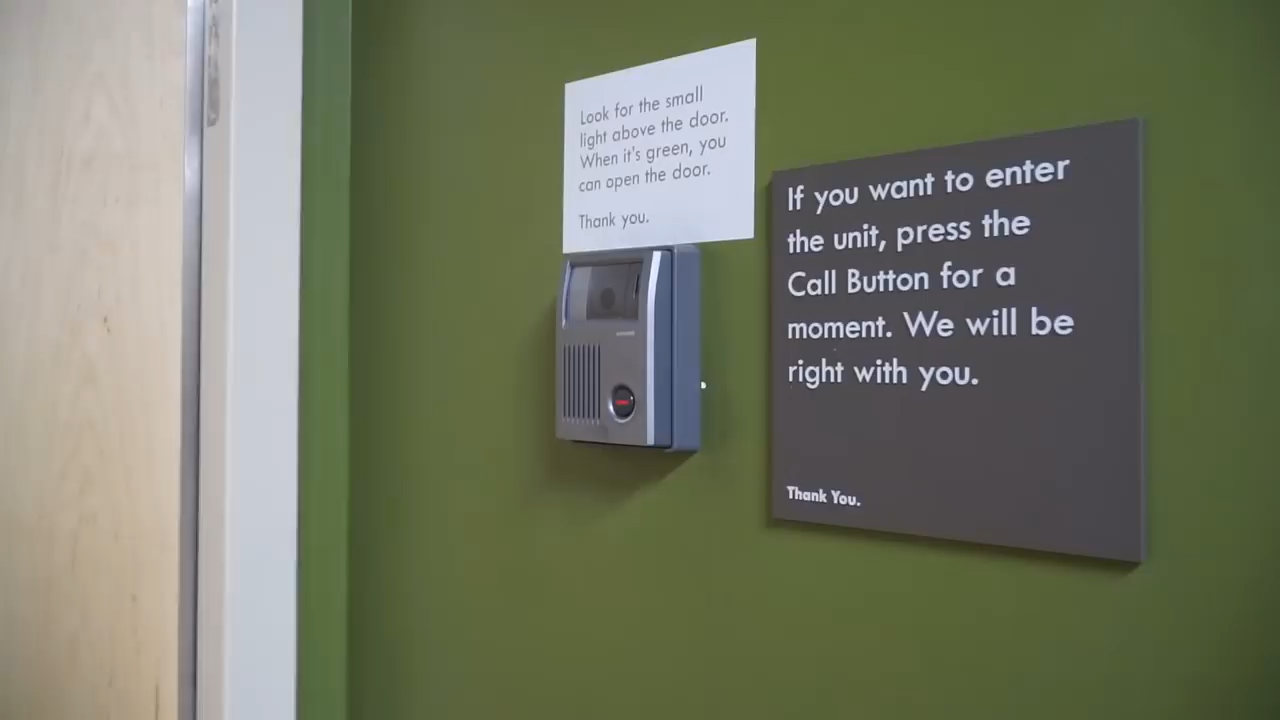 Look for the small
light above the door.
When it's green, you
can open the door.
Thank you.
If you want to enter
the unit, press the
Call Button for a
moment. We will be
right with you.
Thank You.